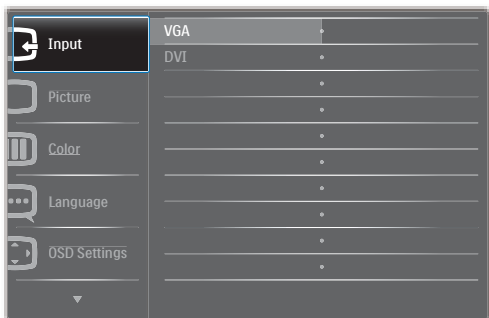 Input
Picture
Color
Language
OSD Settings
VGA
DVI